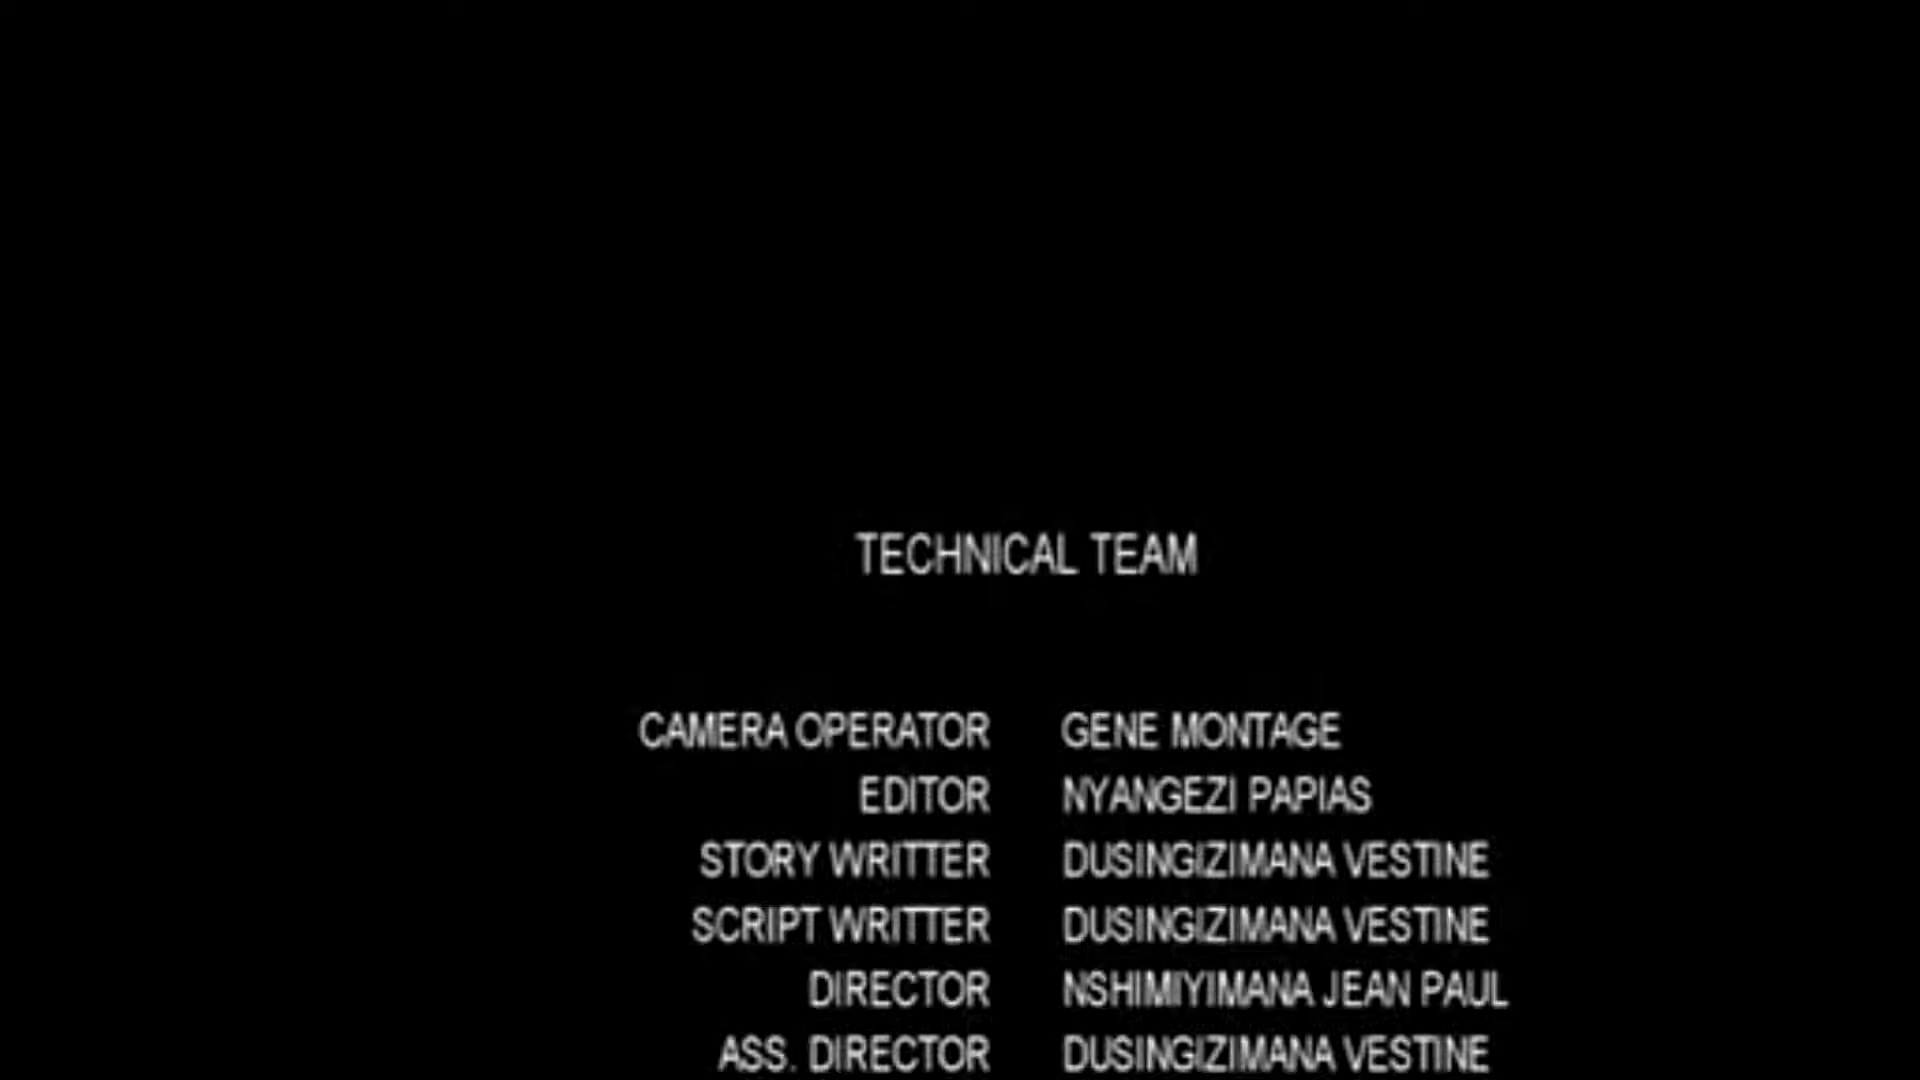 TECHNICAL TEAM
CAMERA OPERATOR GENE MONTAGE
EDITOR NYANGEZI PAPIAS
STORY WRITTER DUSINGIZIMANA VESTINE
SCRIPT WRITTER DUSINGIZIMANA VESTINE
DIRECTOR NSHIMIYIMANA JEAN PAUL
ASS. DIRECTOR DUSINGIZIMANA VESTINE